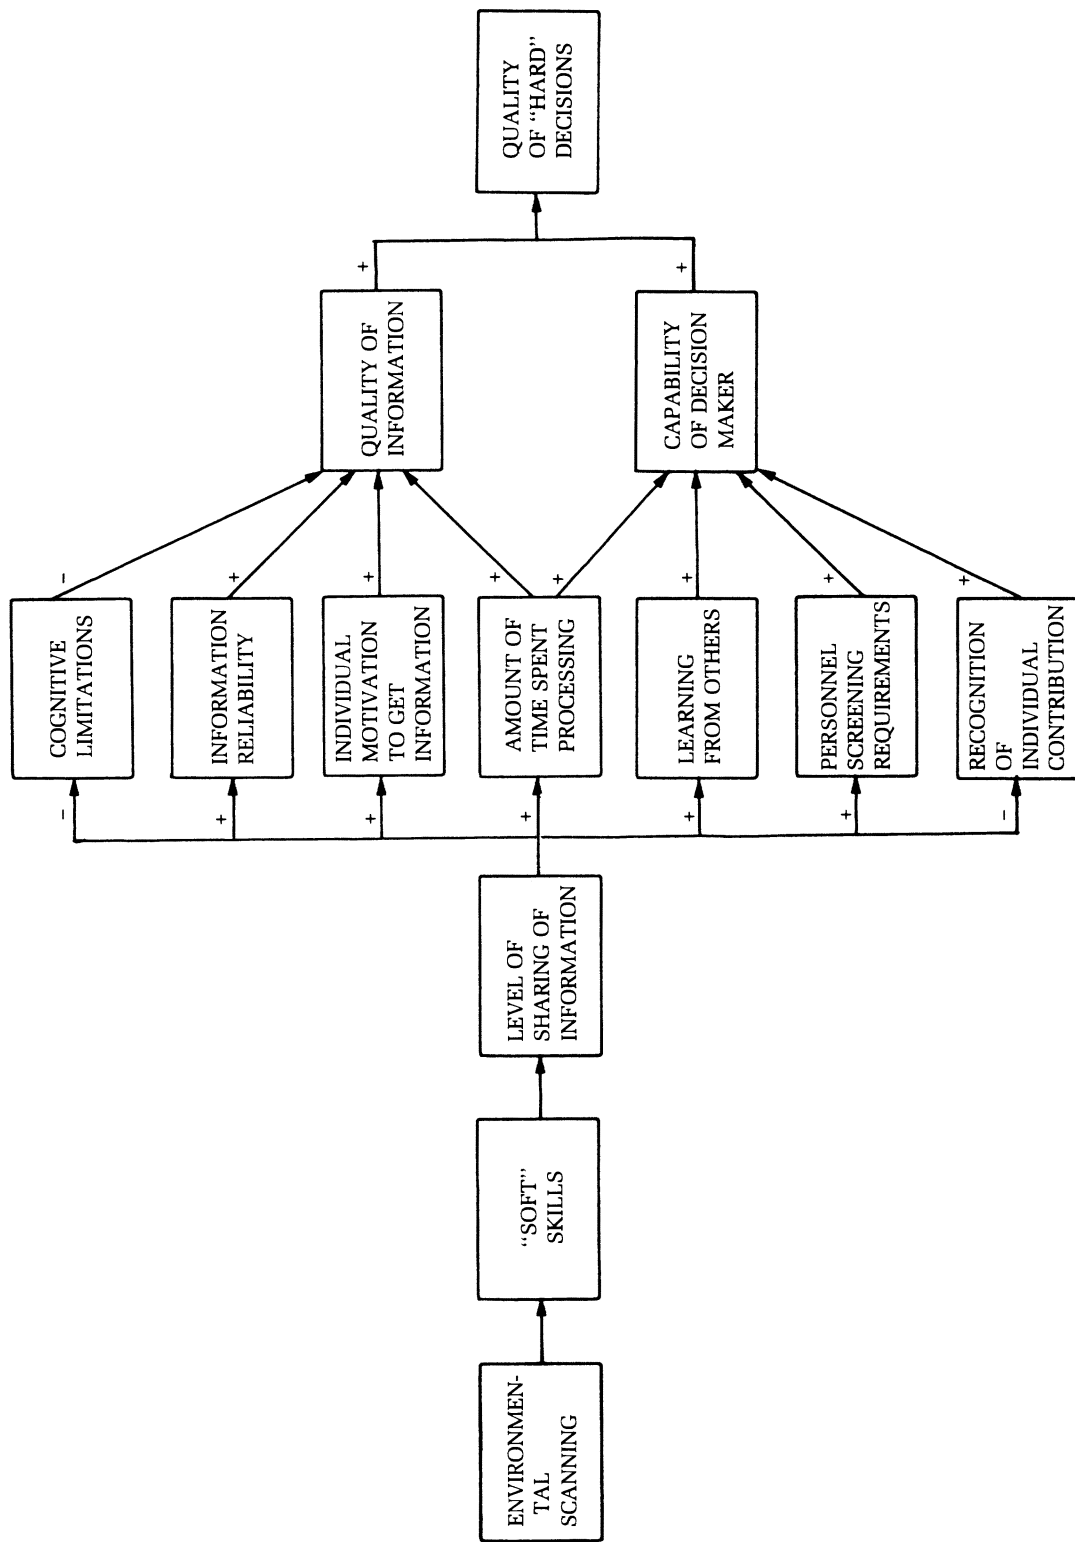 ENVIRONMEN-
TAL
SCANNING
"SOFT"
SKILLS
LEVEL OF
SHARING OF
INFORMATION
−
+
+
+
+
+
−
COGNITIVE
LIMITATIONS
INFORMATION
RELIABILITY
INDIVIDUAL
MOTIVATION
TO GET
INFORMATION
AMOUNT OF
TIME SPENT
PROCESSING
LEARNING
FROM OTHERS
PERSONNEL
SCREENING
REQUIREMENTS
RECOGNITION
OF
INDIVIDUAL
CONTRIBUTION
−
+
+
+
+
+
+
+
QUALITY OF
INFORMATION
CAPABILITY
OF DECISION
MAKER
+
+
QUALITY
OF "HARD"
DECISIONS